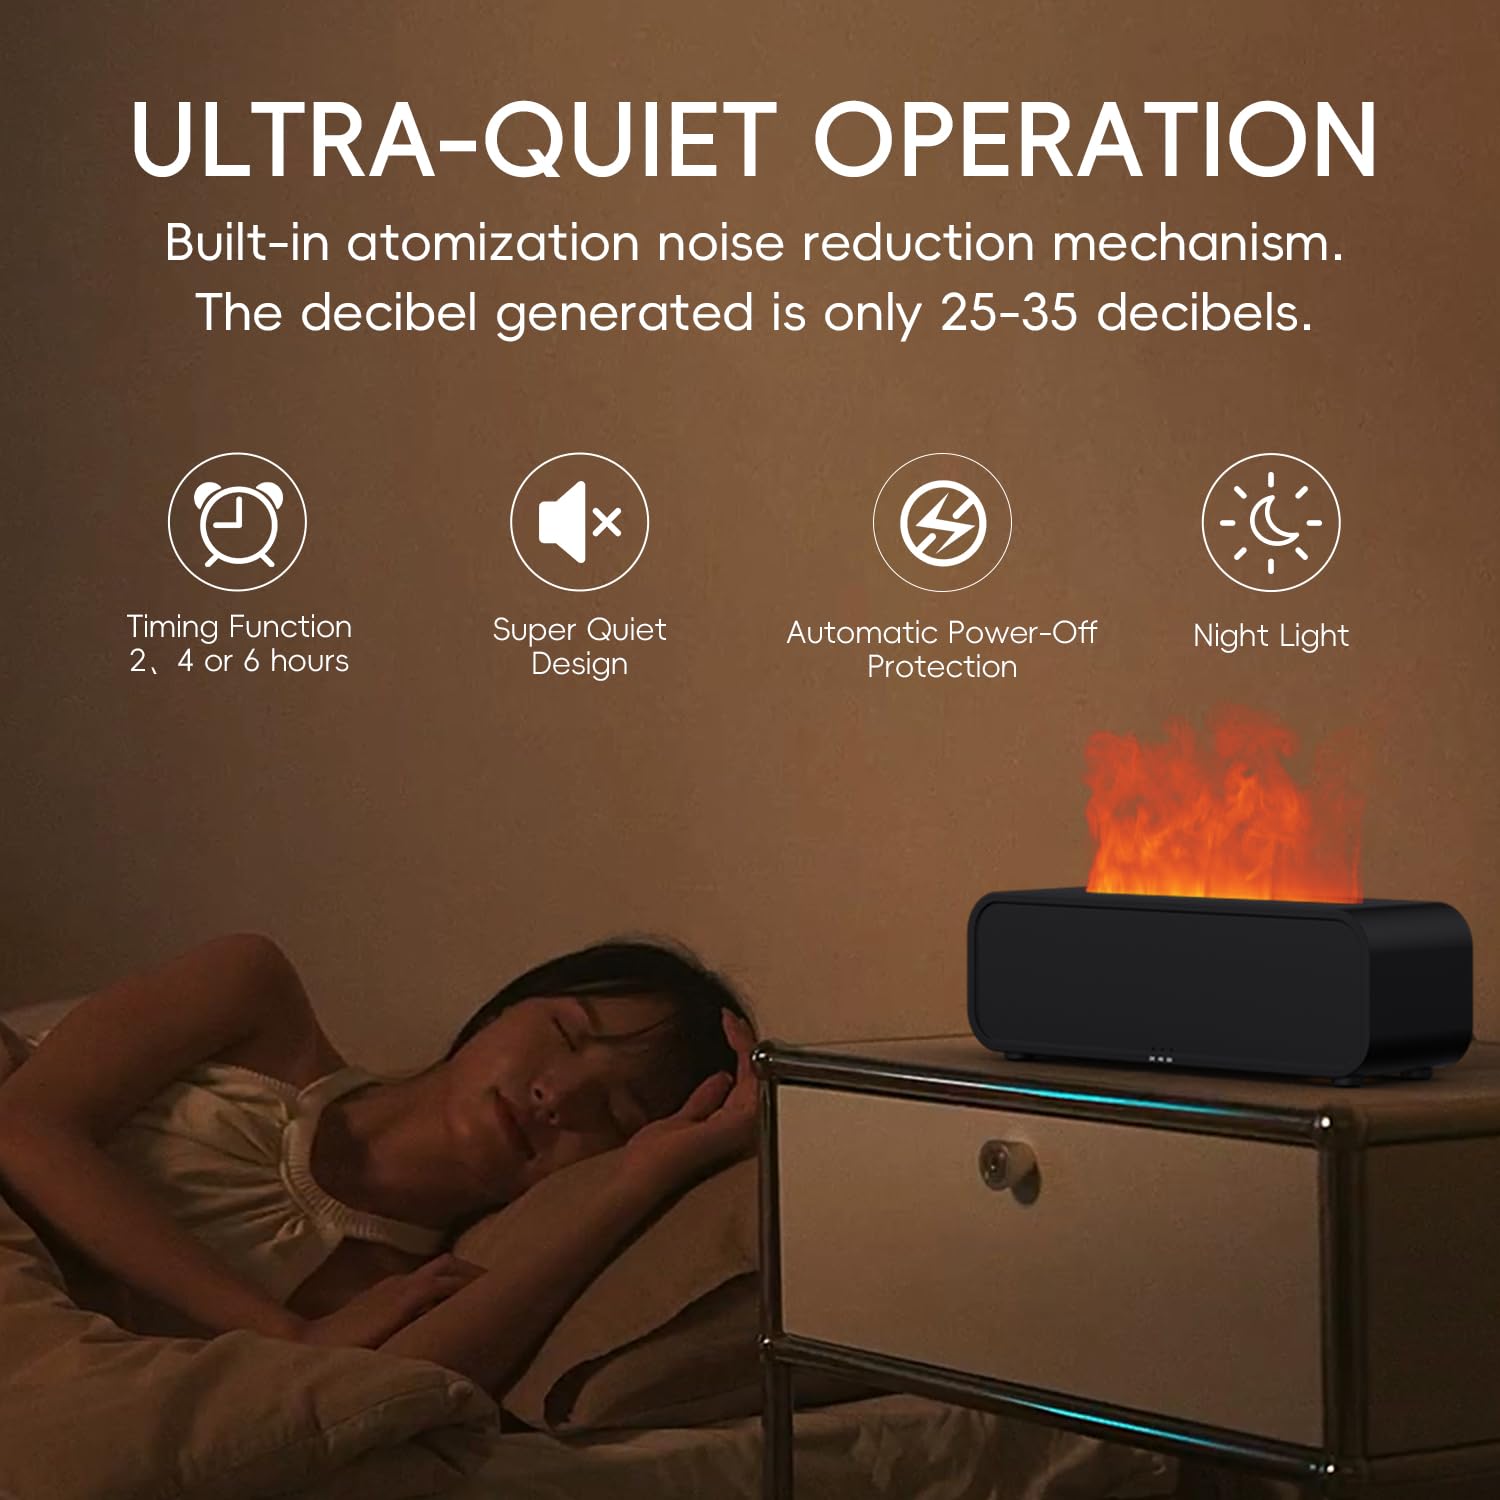 ULTRA-QUIET OPERATION
Built-in atomization noise reduction mechanism.
The decibel generated is only 25-35 decibels.
Timing Function
2、4 or 6 hours
Super Quiet
Design
Automatic Power-Off
Protection
Night Light